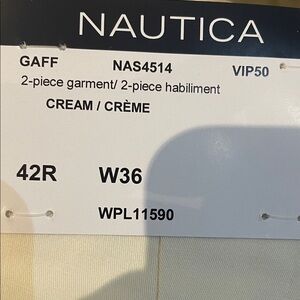 NAUTICA
GAFF NAS4514 VIP50
2-piece garment/ 2-piece habiliment
CREAM / CRÈME
42R W36
WPL11590